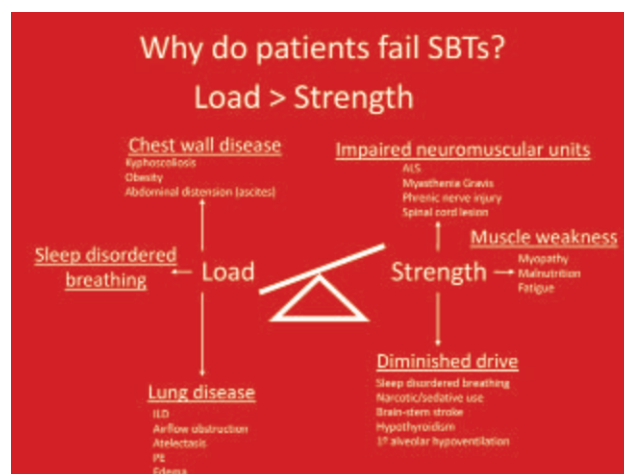 Why do patients fail SBTs?
Load > Strength
Chest wall disease
Kyphoscoliosis
Obesity
Abdominal distension (ascites)
Impaired neuromuscular units
ALS
Myasthenia Gravis
Phrenic nerve injury
Spinal cord lesion
Sleep disordered
breathing
Load
Strength
Muscle weakness
Myopathy
Malnutrition
Fatigue
Lung disease
ILD
Airflow obstruction
Atelectasis
PE
Edema
Diminished drive
Sleep disordered breathing
Narcotic/sedative use
Brain-stem stroke
Hypothyroidism
1º alveolar hypoventilation